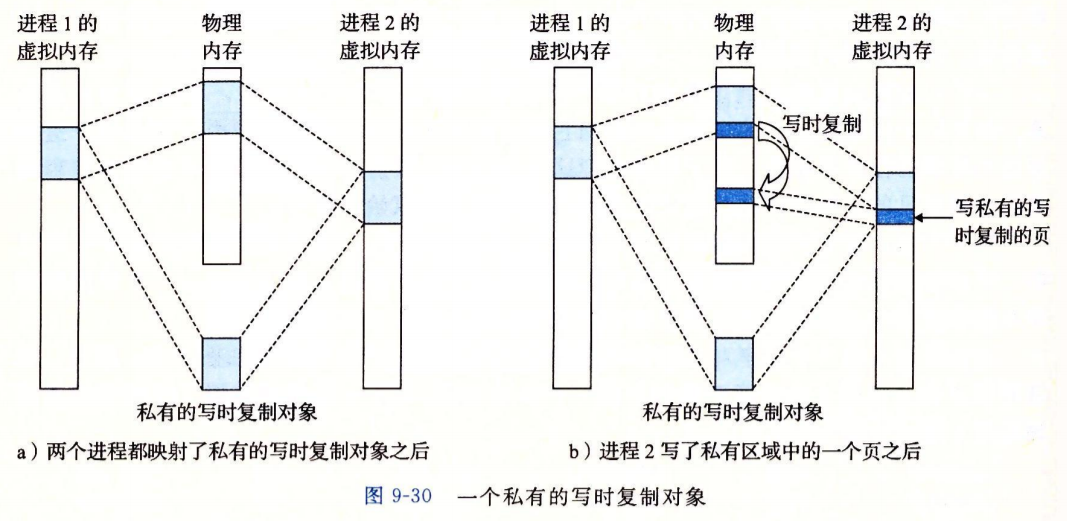 进程1的
虚拟内存
物理
内存
进程2的
虚拟内存
私有的写时复制对象
a）两个进程都映射了私有的写时复制对象之后
进程1的
虚拟内存
物理
内存
进程2的
虚拟内存
写时复制
写私有的写
时复制的页
私有的写时复制对象
b）进程2写了私有区域中的一个页之后
图 9-30 一个私有的写时复制对象